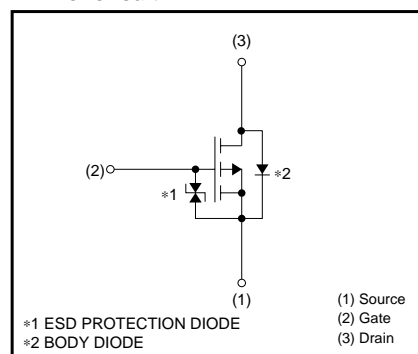 (3)
(2)
*1
*2
(1)
*1 ESD PROTECTION DIODE
*2 BODY DIODE
(1) Source
(2) Gate
(3) Drain